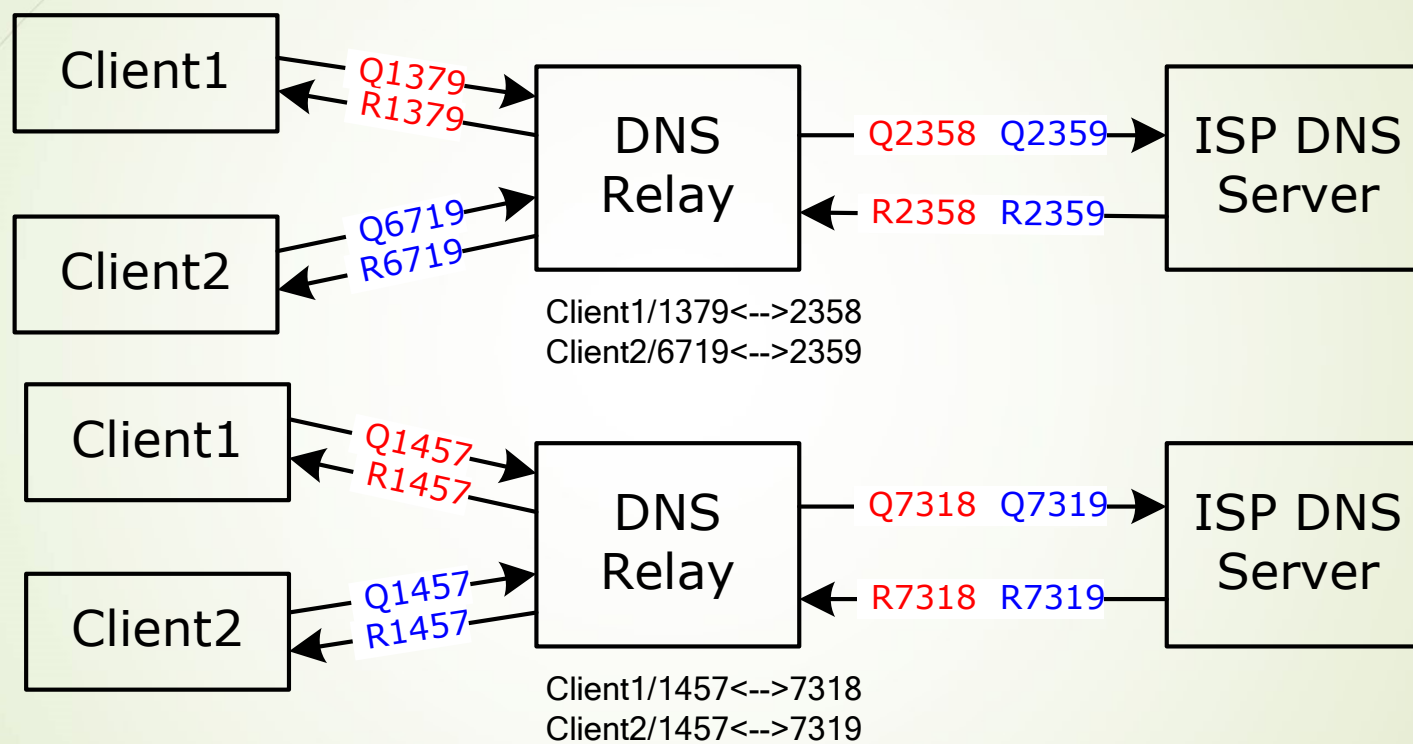 Client1
Q1379
R1379
DNS
Relay
Q2358 Q2359
R2358 R2359
ISP DNS
Server
Client2
Q6719
R6719
Client1/1379<-->2358
Client2/6719<-->2359
Client1
Q1457
R1457
DNS
Relay
Q7318 Q7319
R7318 R7319
ISP DNS
Server
Client2
Q1457
R1457
Client1/1457<-->7318
Client2/1457<-->7319